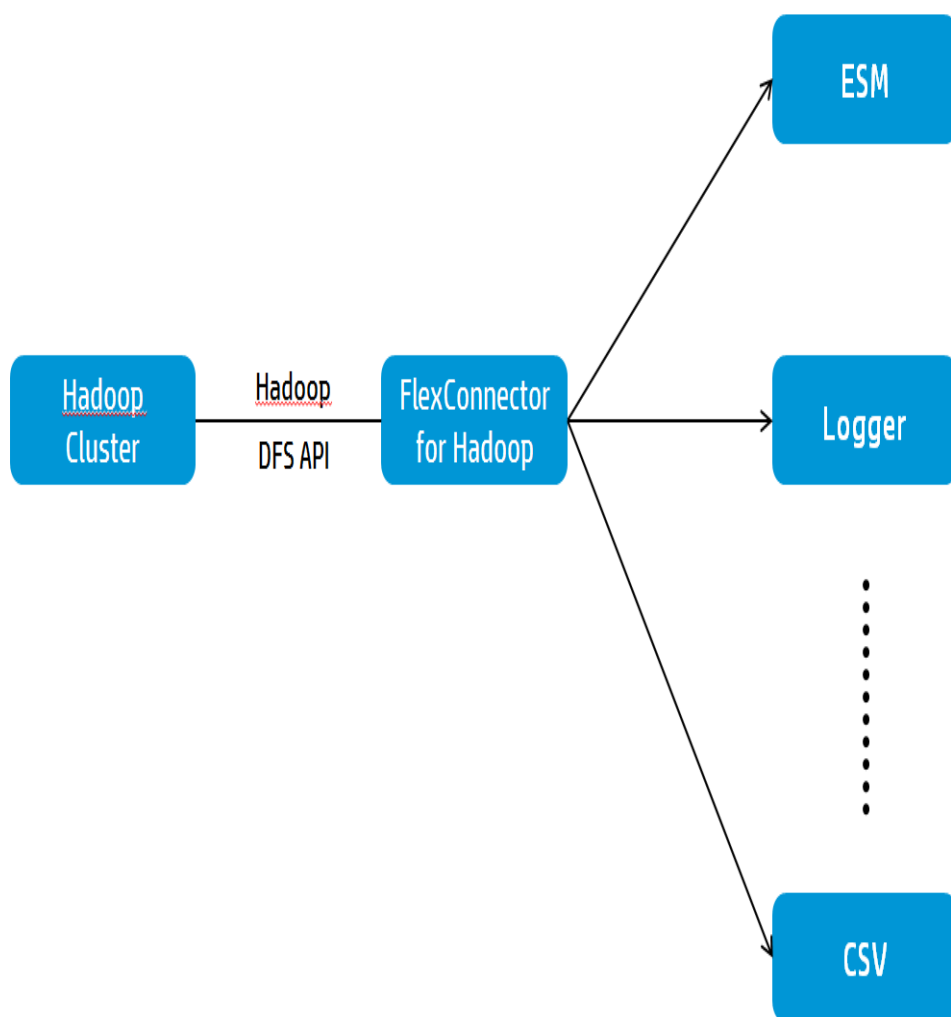 ESM
Hadoop
Cluster
Hadoop
DFS API
FlexConnector
for Hadoop
Logger
CSV